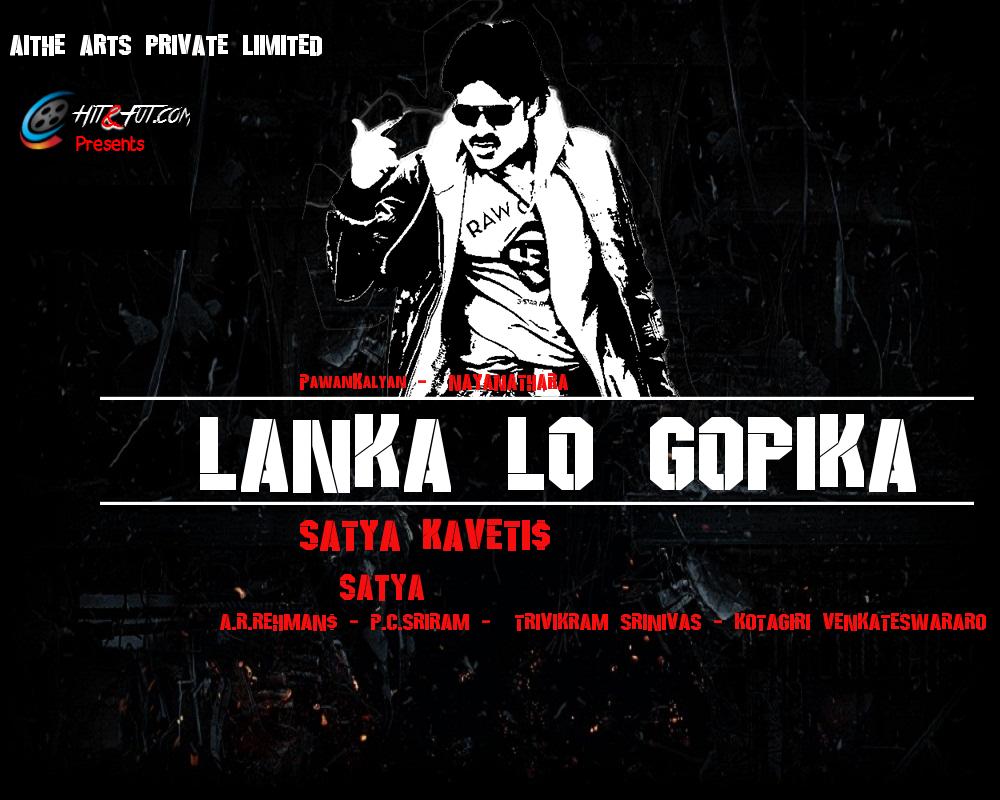 AITHE ARTS PRIVATE LIIMITED
HIT&FUT.COM
Presents
RAW
PAWANKALYAN - NAYANATHARA
LANKA LO GOPIKA
SATYA KAVETI$
SATYA
A.R.REHMAN$ - P.C.SRIRAM - TRIVIKRAM SRINIVAS - KOTAGIRI VENKATESWARARO